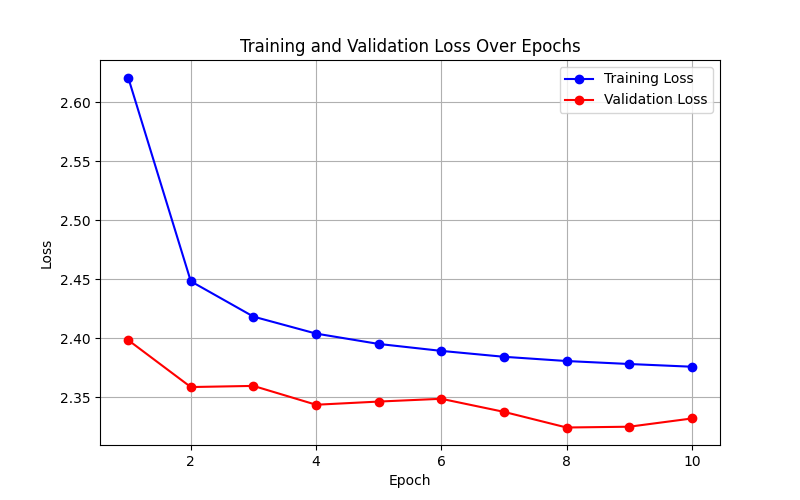 Training and Validation Loss Over Epochs
Training Loss
Validation Loss
2.60
2.55
2.50
2.45
2.40
2.35
Loss
2 4 6 8 10
Epoch